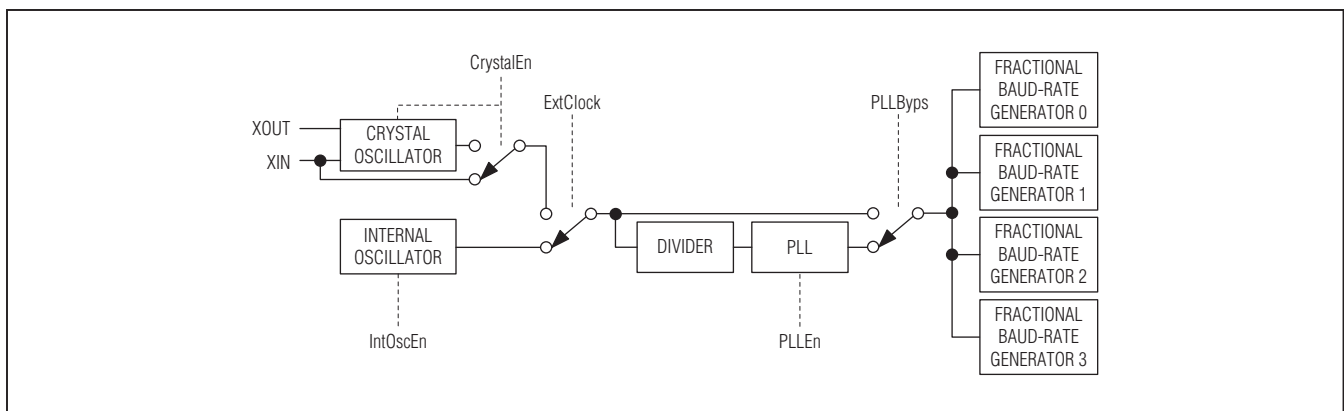 CrystalEn
ExtClock
PLLByps
XOUT
XIN
CRYSTAL
OSCILLATOR
INTERNAL
OSCILLATOR
DIVIDER
PLL
IntOscEn
PLLEn
FRACTIONAL
BAUD-RATE
GENERATOR 0
FRACTIONAL
BAUD-RATE
GENERATOR 1
FRACTIONAL
BAUD-RATE
GENERATOR 2
FRACTIONAL
BAUD-RATE
GENERATOR 3